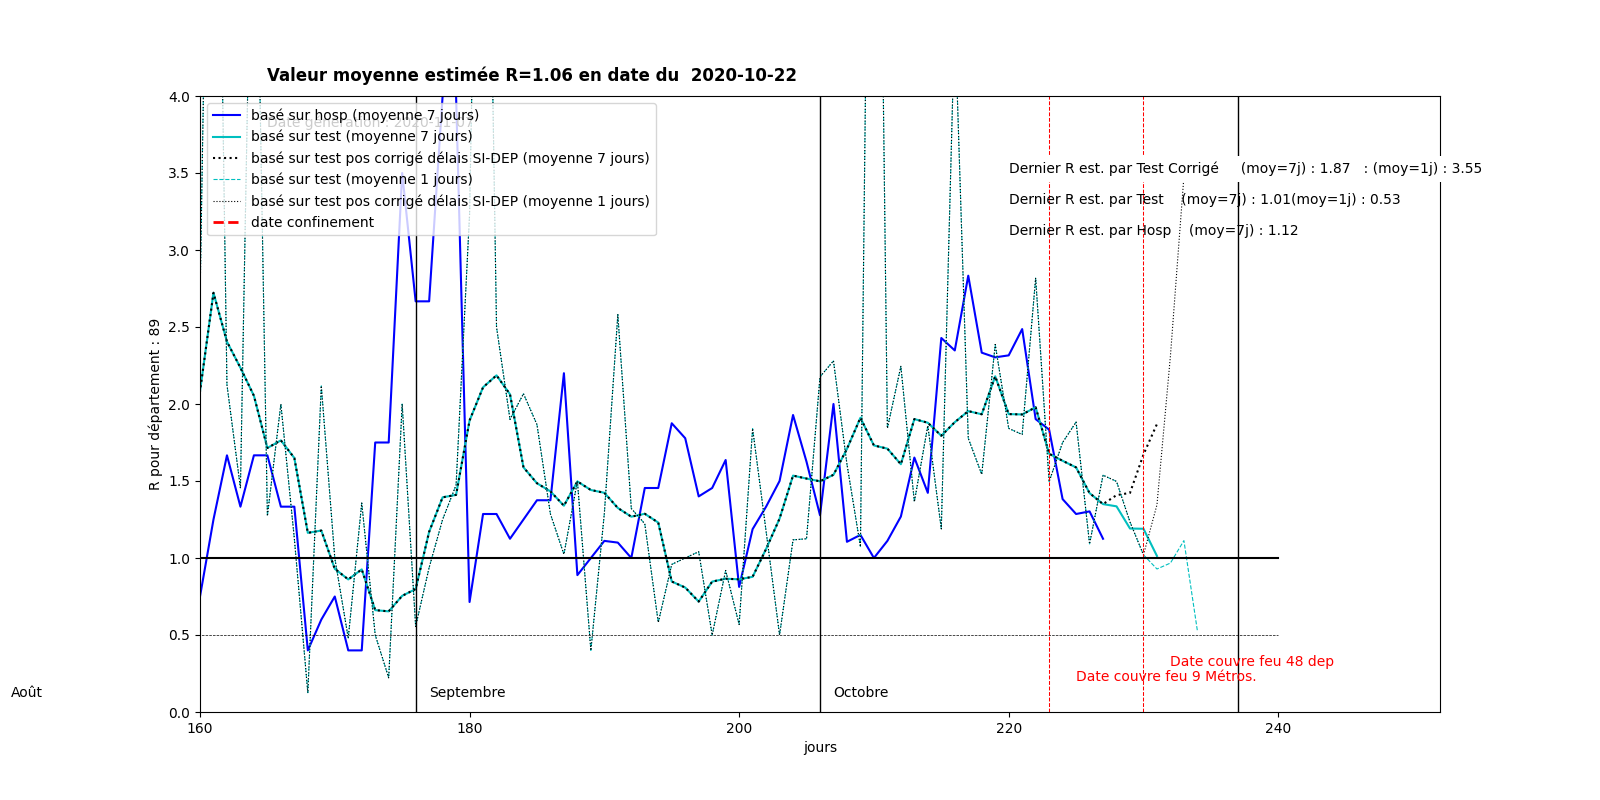 Valeur moyenne estimée R=1.06 en date du  2020-10-22
basé sur hosp (moyenne 7 jours)
basé sur test (moyenne 7 jours)
basé sur test pos corrigé délais SI-DEP (moyenne 7 jours)
basé sur test (moyenne 1 jours)
basé sur test pos corrigé délais SI-DEP (moyenne 1 jours)
date confinement
Dernier R est. par Test Corrigé     (moy=7j) : 1.87   : (moy=1j) : 3.55
Dernier R est. par Test    (moy=7j) : 1.01(moy=1j) : 0.53
Dernier R est. par Hosp    (moy=7j) : 1.12
R pour département : 89
4.0
3.5
3.0
2.5
2.0
1.5
1.0
0.5
0.0
Date couvre feu 48 dep
Date couvre feu 9 Métros.
Août
Septembre
Octobre
160
180
200
220
240
jours